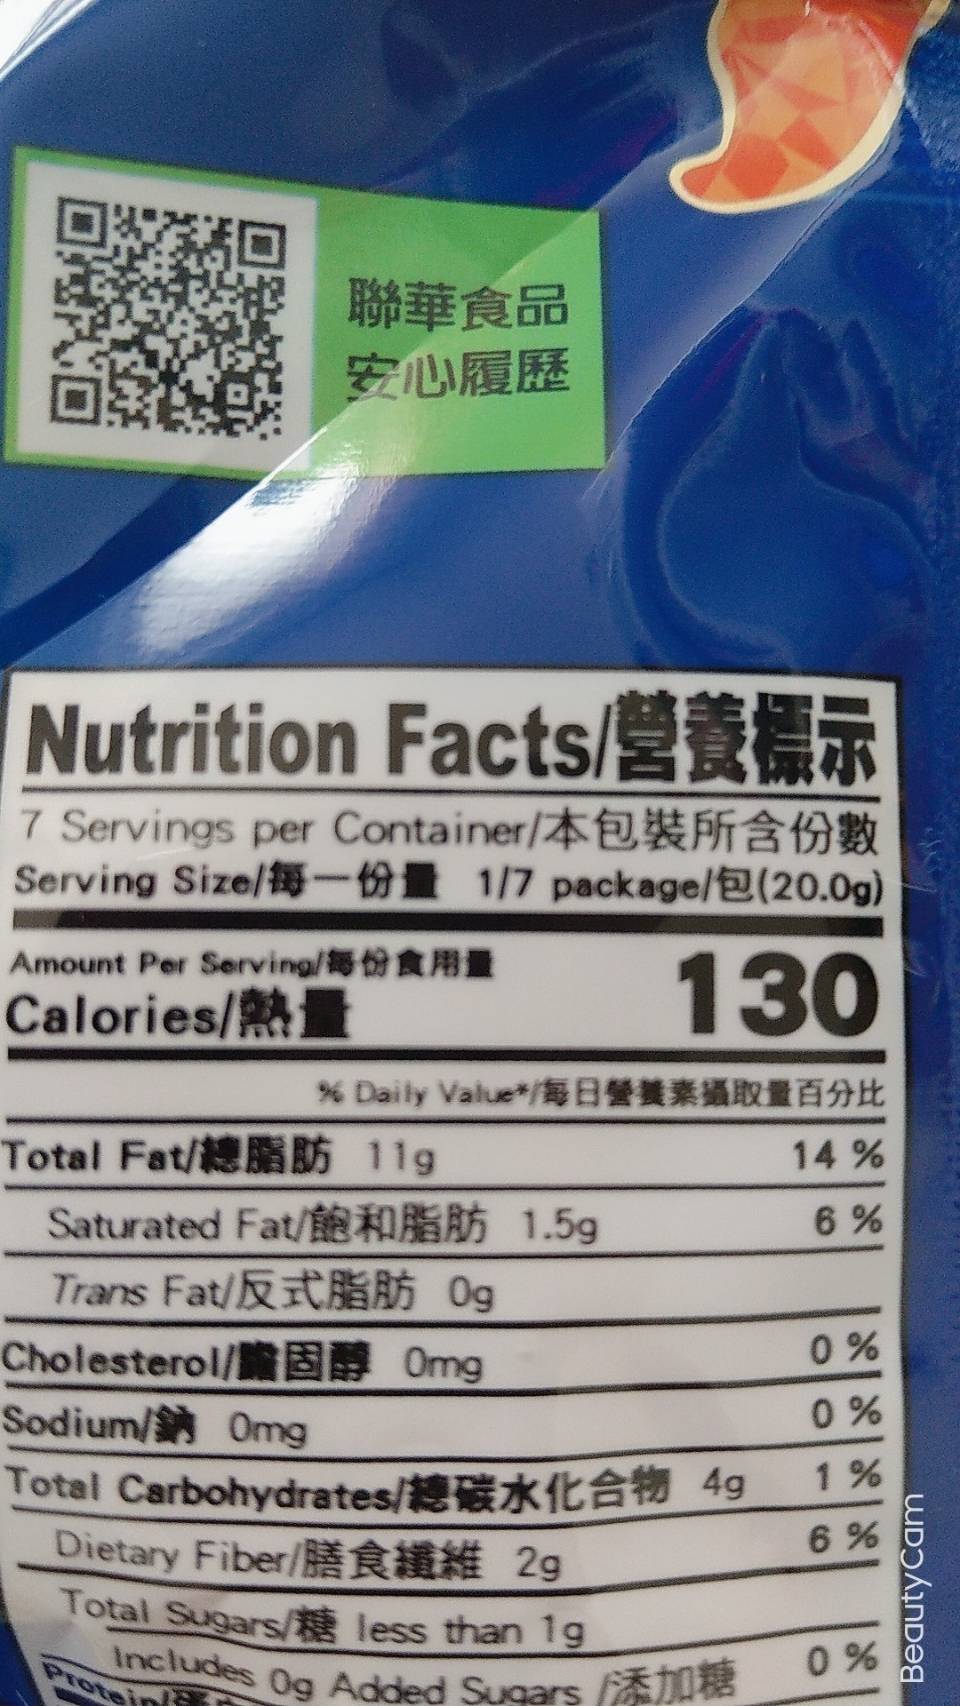 聯華食品
安心履歷
Nutrition Facts/營養標示
7 Servings per Container/本包裝所含份數
Serving Size/每一份量 1/7 package/包(20.0g)
Amount Per Serving/每份食用量
Calories/熱量 130
% Daily Value*/每日營養素攝取量百分比
Total Fat/總脂肪 11g 14 %
Saturated Fat/飽和脂肪 1.5g 6 %
Trans Fat/反式脂肪 0g
Cholesterol/膽固醇 0mg 0 %
Sodium/鈉 0mg 0 %
Total Carbohydrates/總碳水化合物 4g 1 %
Dietary Fiber/膳食纖維 2g 6 %
Total Sugars/糖 less than 1g
Includes 0g Added Sugars /添加糖 0 %
Protein/
BeautyCam